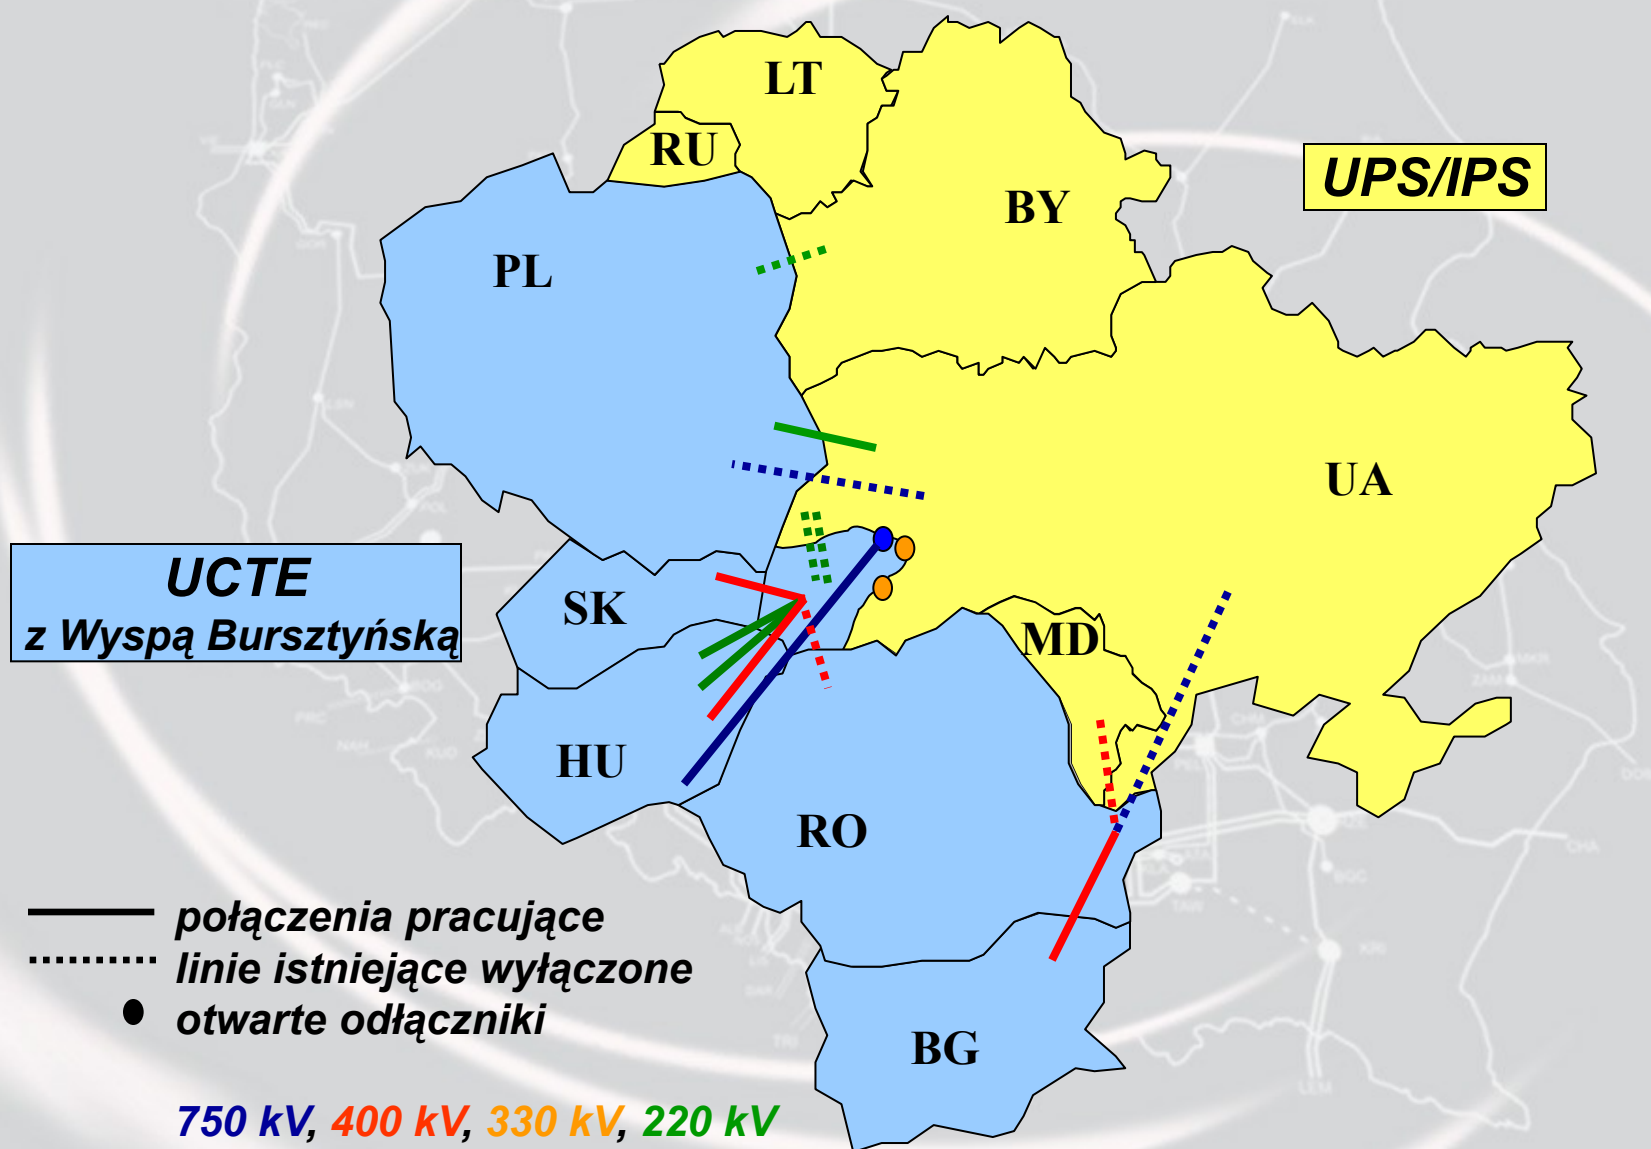 LT
RU
BY
UPS/IPS
PL
UA
UCTE
z Wyspą Bursztyńską
SK
MD
HU
RO
połączenia pracujące
linie istniejące wyłączone
otwarte odłączniki
BG
750 kV, 400 kV, 330 kV, 220 kV